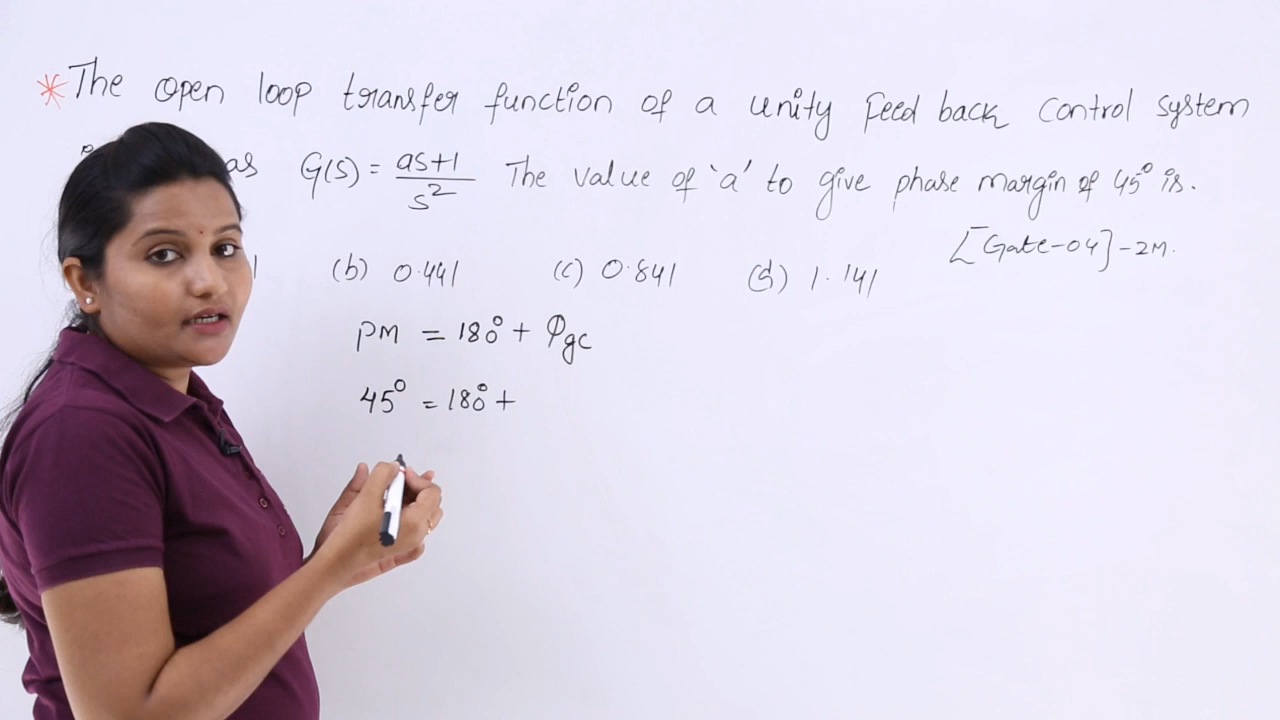 * The open loop transfer function of a unity Feed back control system
as G(s) = as+1 / s² The value of 'a' to give phase margin of 45° is.
[Gate-04]-2M.
(b) 0.441 (c) 0.841 (d) 1.141
PM = 180° + φgc
45° = 180° +